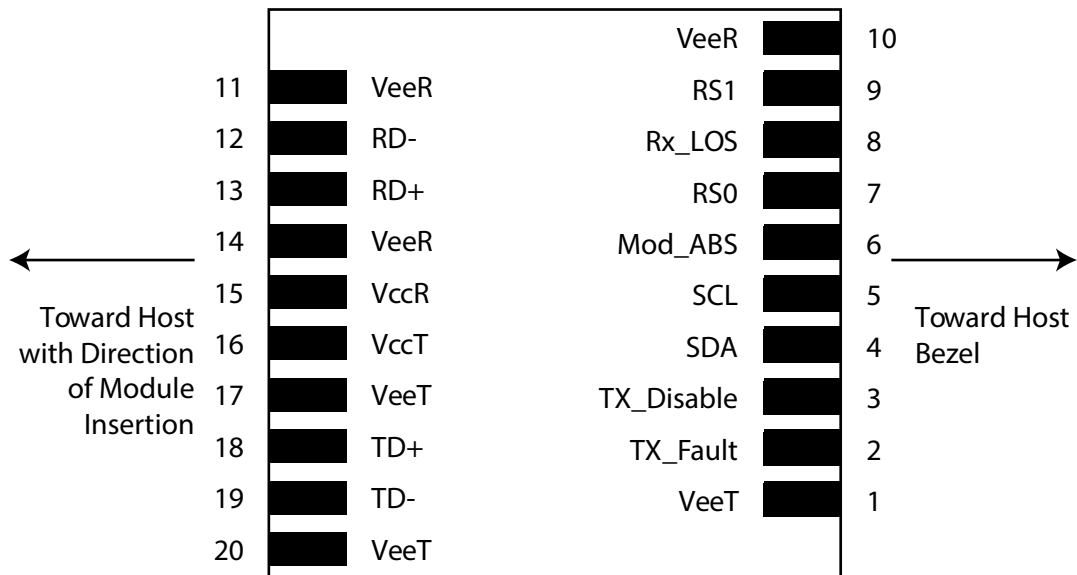 VeeR 10
11 VeeR RS1 9
12 RD- Rx_LOS 8
13 RD+ RS0 7
14 VeeR Mod_ABS 6
15 VccR SCL 5
16 VccT SDA 4
17 VeeT TX_Disable 3
18 TD+ TX_Fault 2
19 TD- VeeT 1
20 VeeT
Toward Host
with Direction
of Module
Insertion
Toward Host
Bezel